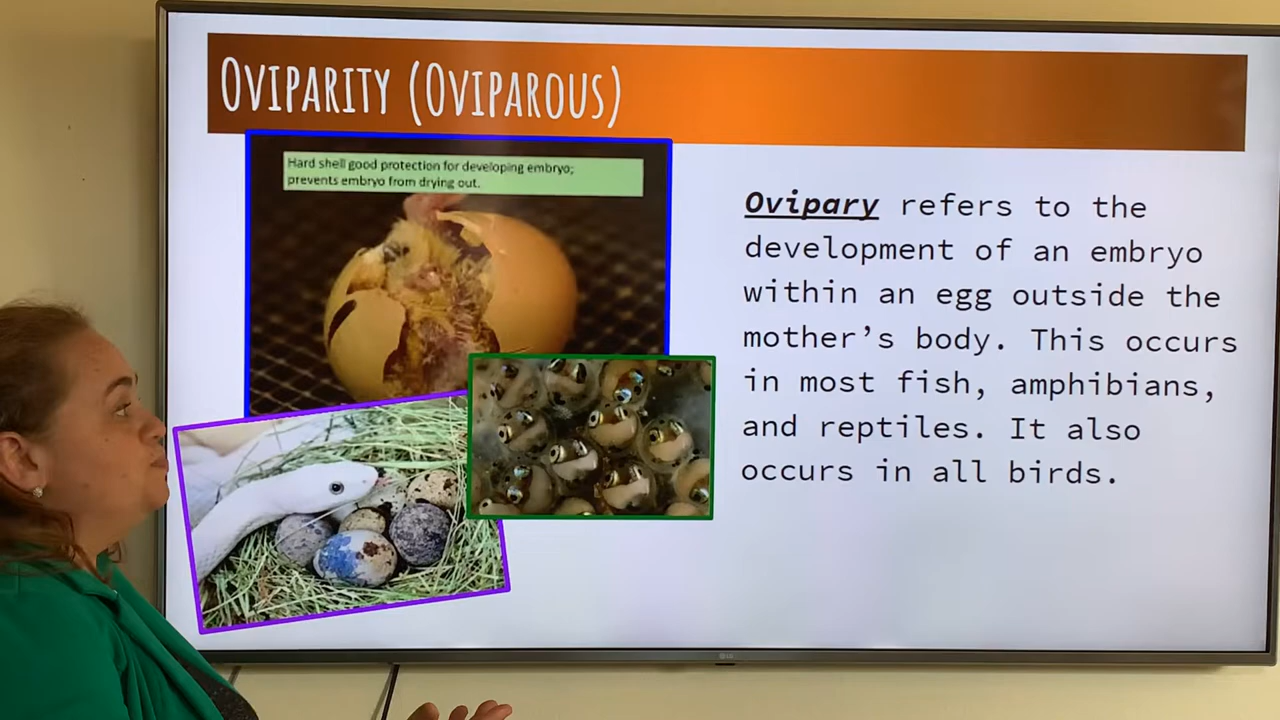 OVIPARITY (OVIPAROUS)
Hard shell good protection for developing embryo;
prevents embryo from drying out.
Ovipary refers to the
development of an embryo
within an egg outside the
mother's body. This occurs
in most fish, amphibians,
and reptiles. It also
occurs in all birds.
LG